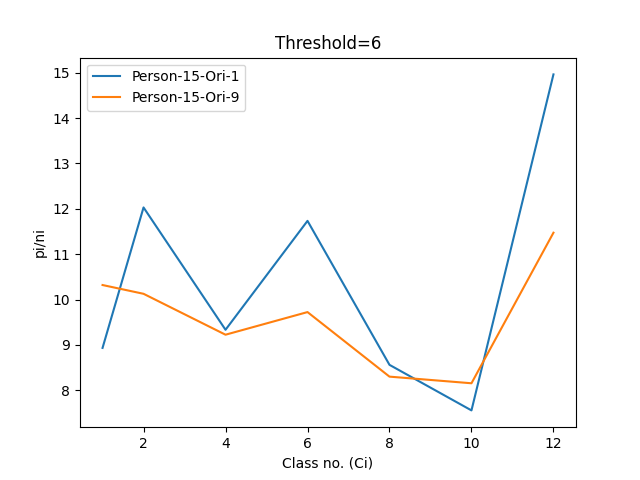 Threshold=6
Person-15-Ori-1
Person-15-Ori-9
pi/ni
15
14
13
12
11
10
9
8
2 4 6 8 10 12
Class no. (Ci)